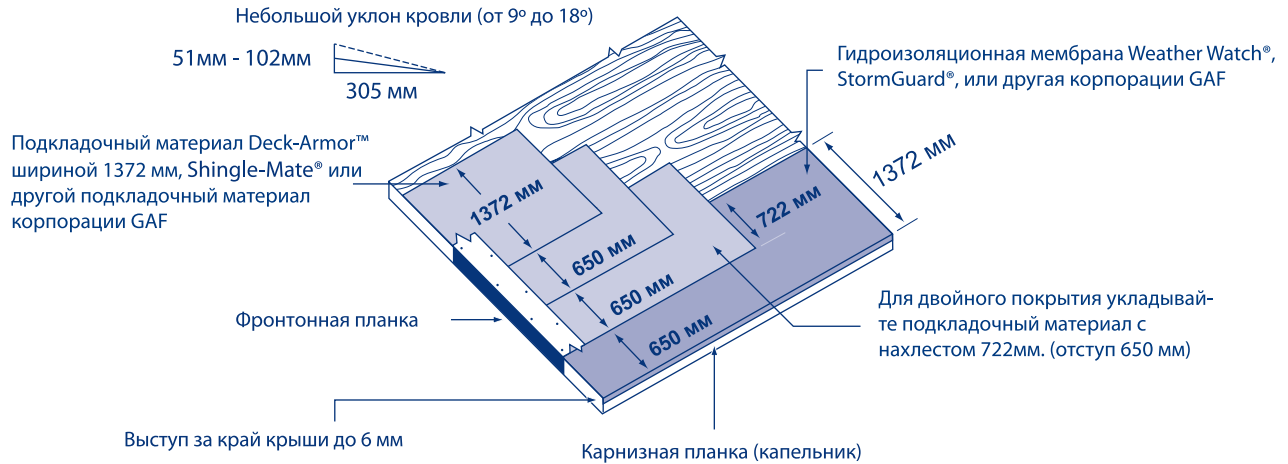 Небольшой уклон кровли (от 9º до 18º)
51мм - 102мм
305 мм
Гидроизоляционная мембрана Weather Watch®,
StormGuard®, или другая корпорации GAF
Подкладочный материал Deck-Armor™
шириной 1372 мм, Shingle-Mate® или
другой подкладочный материал
корпорации GAF
1372 мм
1372 мм
722 мм
650 мм
650 мм
650 мм
Фронтонная планка
Для двойного покрытия укладывай-
те подкладочный материал с
нахлестом 722мм. (отступ 650 мм)
Выступ за край крыши до 6 мм
Карнизная планка (капельник)